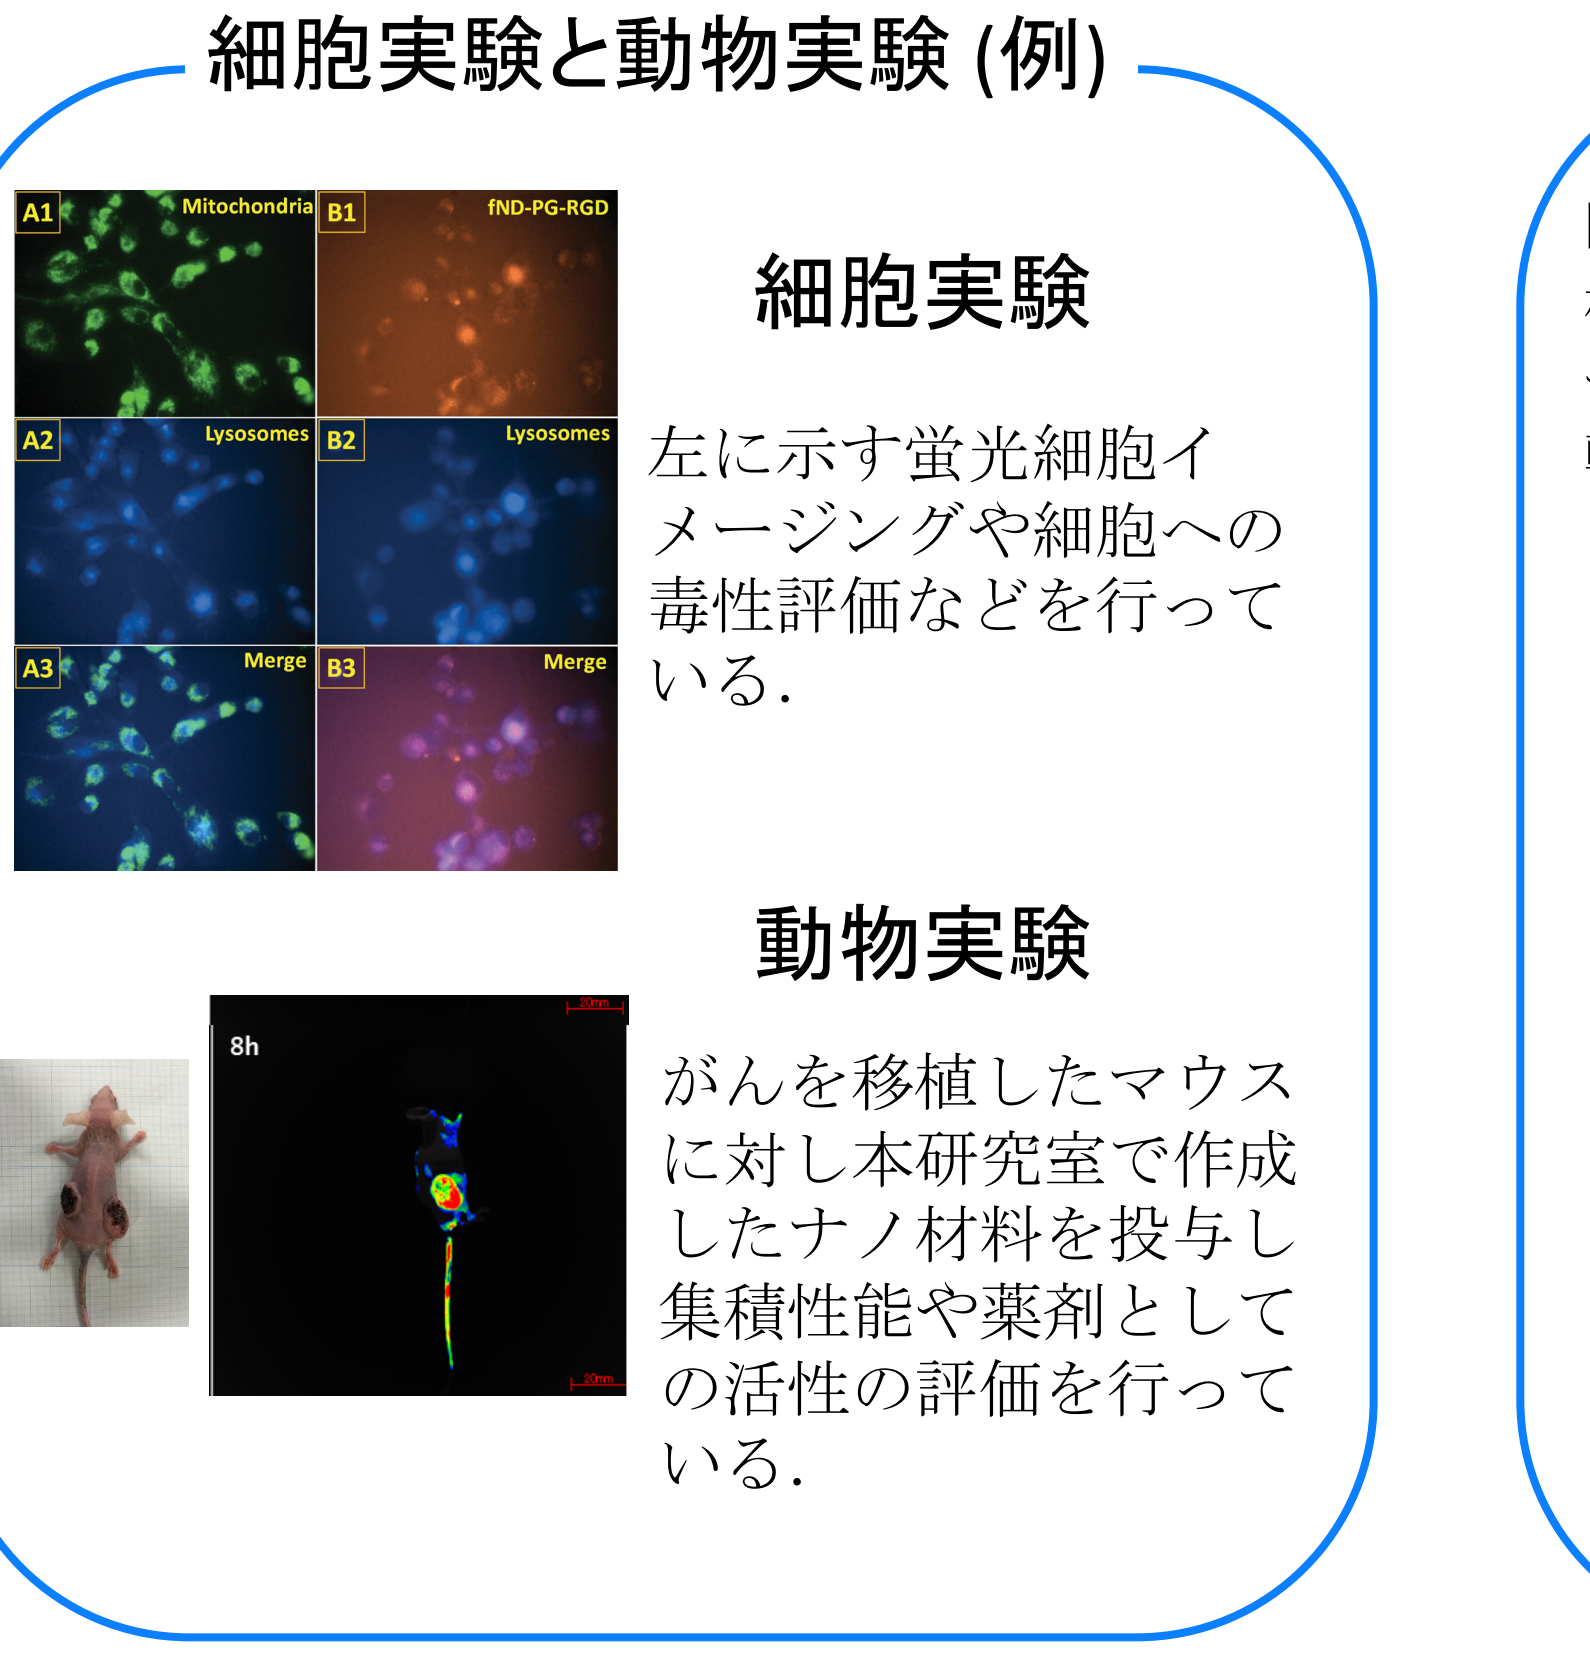 細胞実験と動物実験 (例)
A1
Mitochondria
B1
fND-PG-RGD
A2
Lysosomes
B2
Lysosomes
A3
Merge
B3
Merge
細胞実験
左に示す蛍光細胞イ
メージングや細胞への
毒性評価などを行って
いる.
動物実験
20mm
8h
20mm
がんを移植したマウス
に対し本研究室で作成
したナノ材料を投与し
集積性能や薬剤として
の活性の評価を行って
いる.